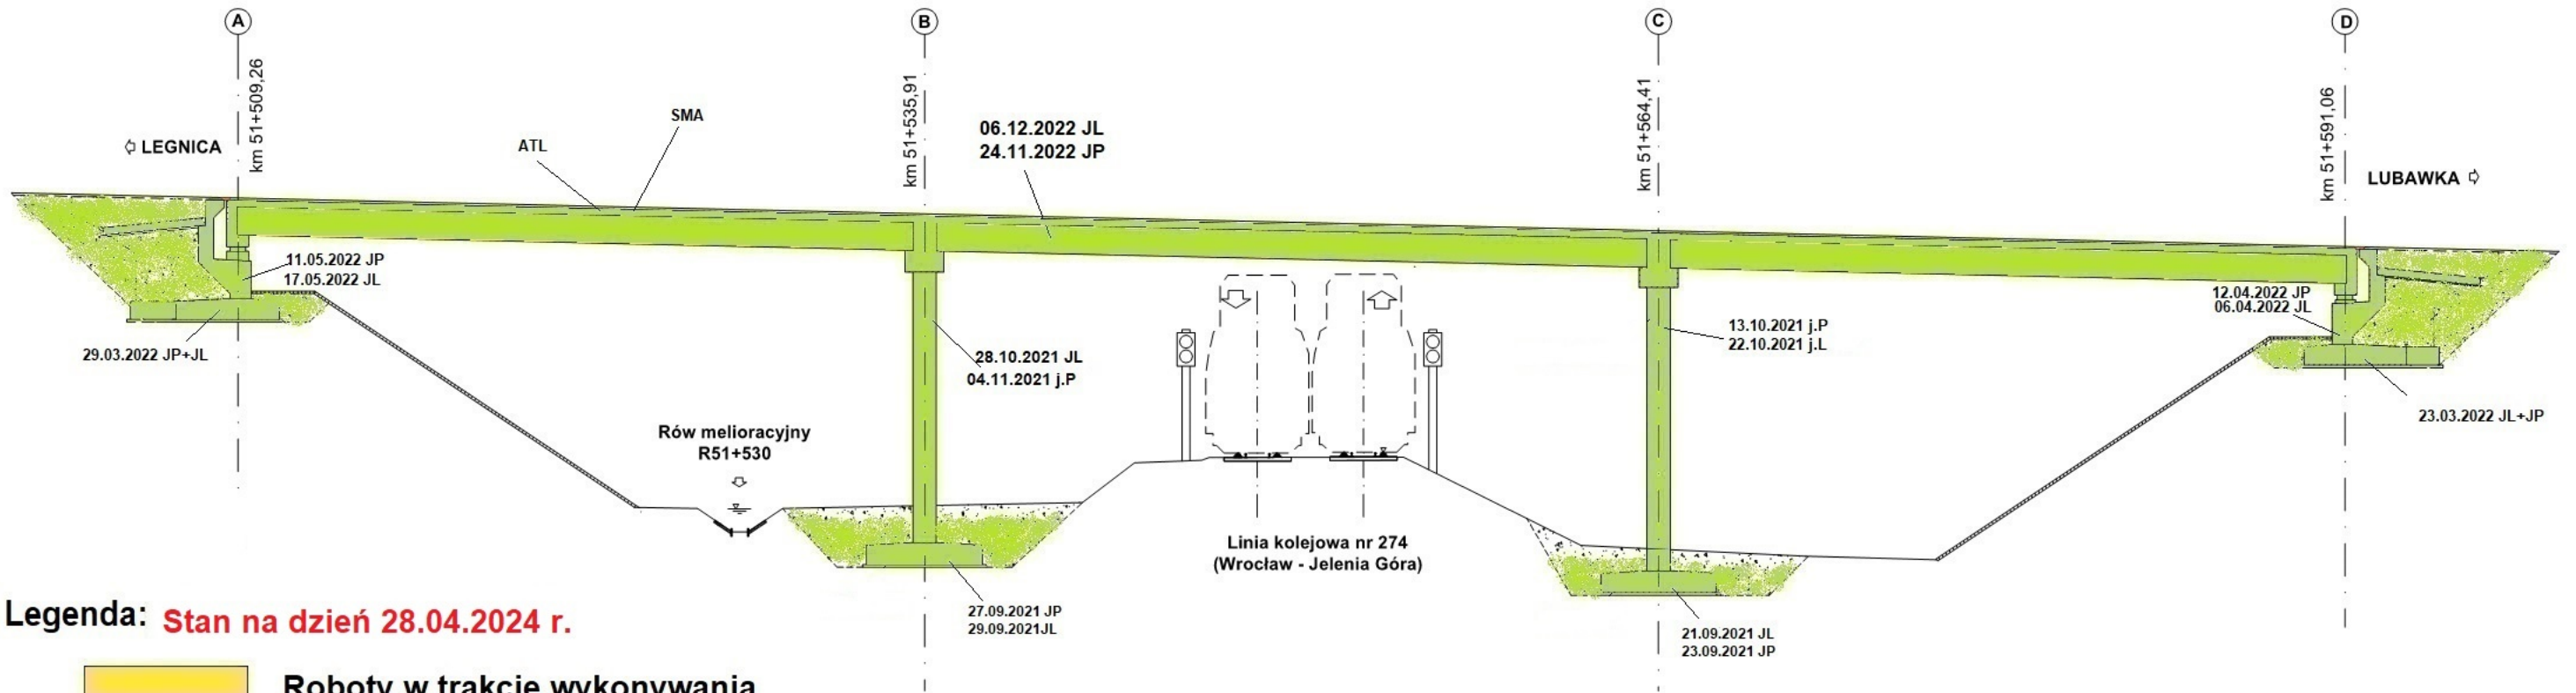 A
B
C
D
km 51+509,26
km 51+535,91
km 51+564,41
km 51+591,06
LEGNICA
ATL
SMA
06.12.2022 JL
24.11.2022 JP
LUBAWKA
11.05.2022 JP
17.05.2022 JL
29.03.2022 JP+JL
28.10.2021 JL
04.11.2021 j.P
13.10.2021 j.P
22.10.2021 j.L
12.04.2022 JP
06.04.2022 JL
23.03.2022 JL+JP
Rów melioracyjny
R51+530
Linia kolejowa nr 274
(Wrocław - Jelenia Góra)
27.09.2021 JP
29.09.2021JL
21.09.2021 JL
23.09.2021 JP
Legenda: Stan na dzień 28.04.2024 r.
Roboty w trakcie wykonywania